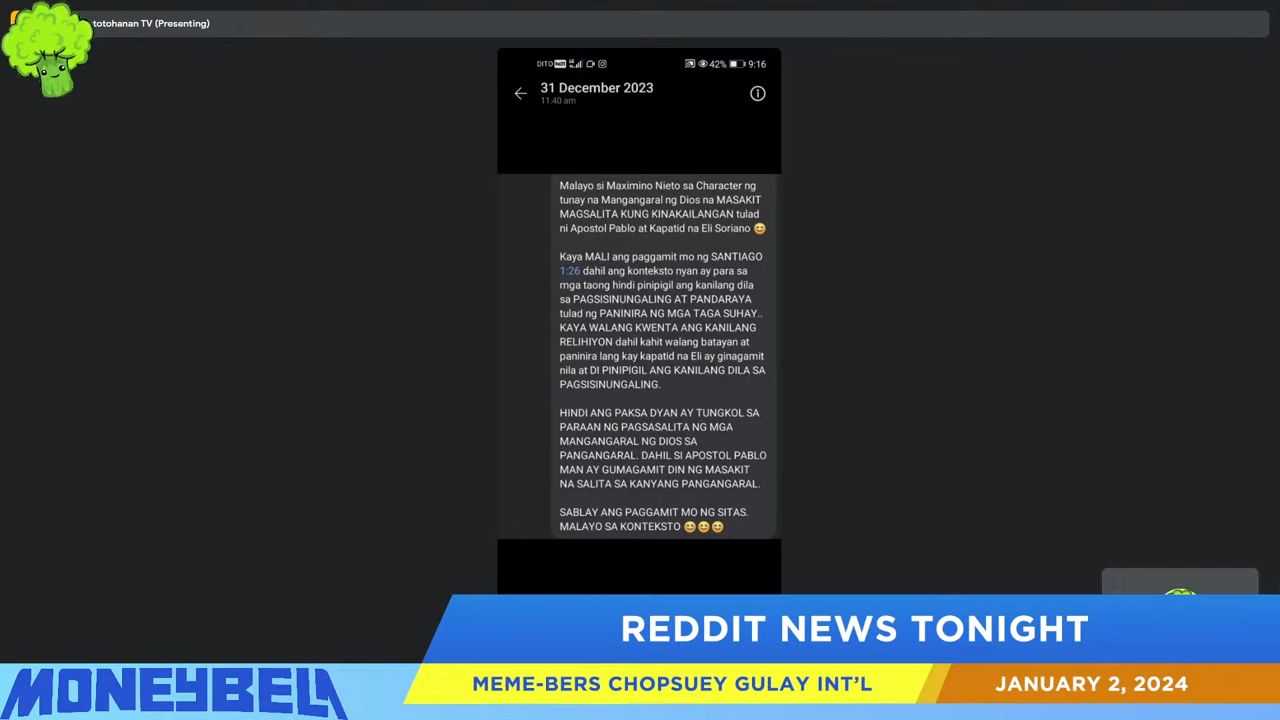 totohanan TV (Presenting)
DITO 42% 9:16
31 December 2023
11:40 am
Malayo si Maximino Nieto sa Character ng
tunay na Mangangaral ng Dios na MASAKIT
MAGSALITA KUNG KINAKAILANGAN tulad
ni Apostol Pablo at Kapatid na Eli Soriano 😄
Kaya MALI ang paggamit mo ng SANTIAGO
1:26 dahil ang konteksto nyan ay para sa
mga taong hindi pinipigil ang kanilang dila
sa PAGSISINUNGALING AT PANDARAYA
tulad ng PANINIRA NG MGA TAGA SUHAY..
KAYA WALANG KWENTA ANG KANILANG
RELIHIYON dahil kahit walang batayan at
paninira lang kay kapatid na Eli ay ginagamit
nila at DI PINIPIGIL ANG KANILANG DILA SA
PAGSISINUNGALING.
HINDI ANG PAKSA DYAN AY TUNGKOL SA
PARAAN NG PAGSASALITA NG MGA
MANGANGARAL NG DIOS SA
PANGANGARAL. DAHIL SI APOSTOL PABLO
MAN AY GUMAGAMIT DIN NG MASAKIT
NA SALITA SA KANYANG PANGANGARAL.
SABLAY ANG PAGGAMIT MO NG SITAS.
MALAYO SA KONTEKSTO 😄😄😄
REDDIT NEWS TONIGHT
MONEYBELA
MEME-BERS CHOPSUEY GULAY INT'L
JANUARY 2, 2024